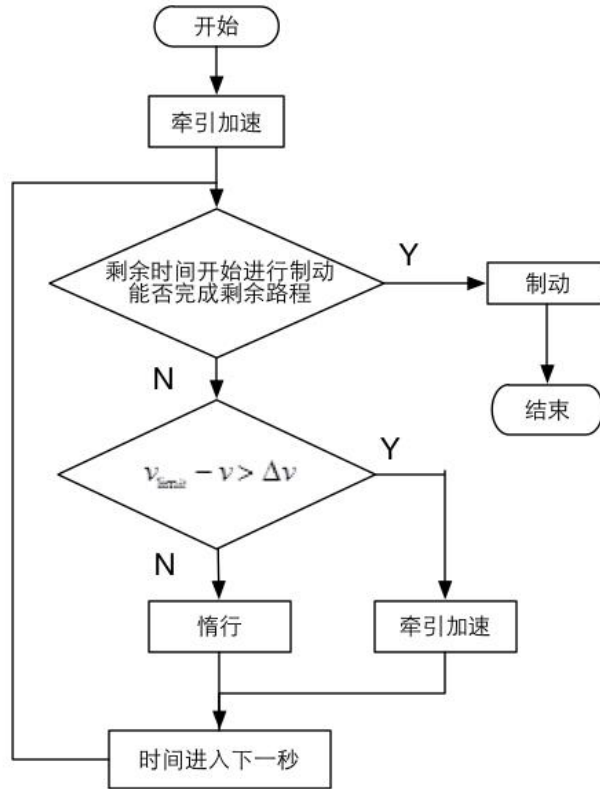 开始
牵引加速
剩余时间开始进行制动
能否完成剩余路程
Y
制动
N
结束
v_limit − v > Δv
Y
N
惰行
牵引加速
时间进入下一秒